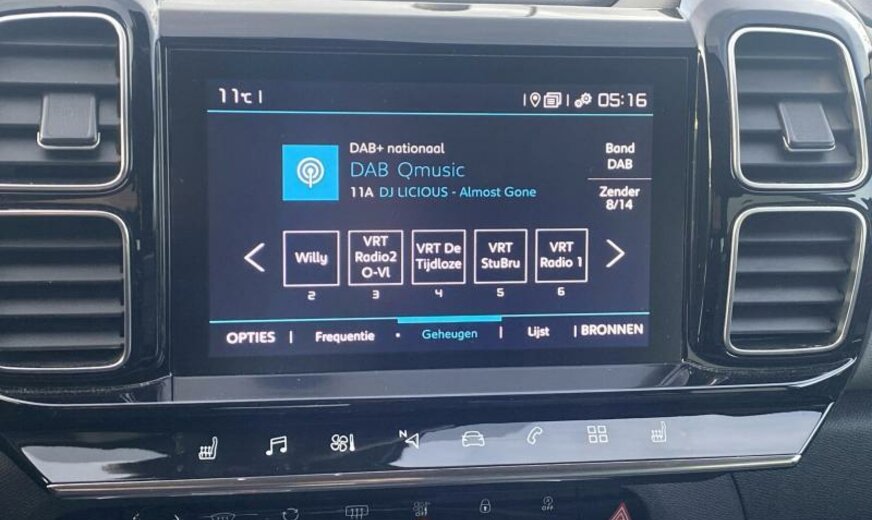 11℃ | 05:16
DAB+ nationaal
DAB Qmusic
11A DJ LICIOUS - Almost Gone
Band
DAB
Zender
8/14
Willy
VRT
Radio2
O-Vl
VRT De
Tijdloze
VRT
StuBru
VRT
Radio 1
2 3 4 5 6
OPTIES | Frequentie • Geheugen | Lijst | BRONNEN
N